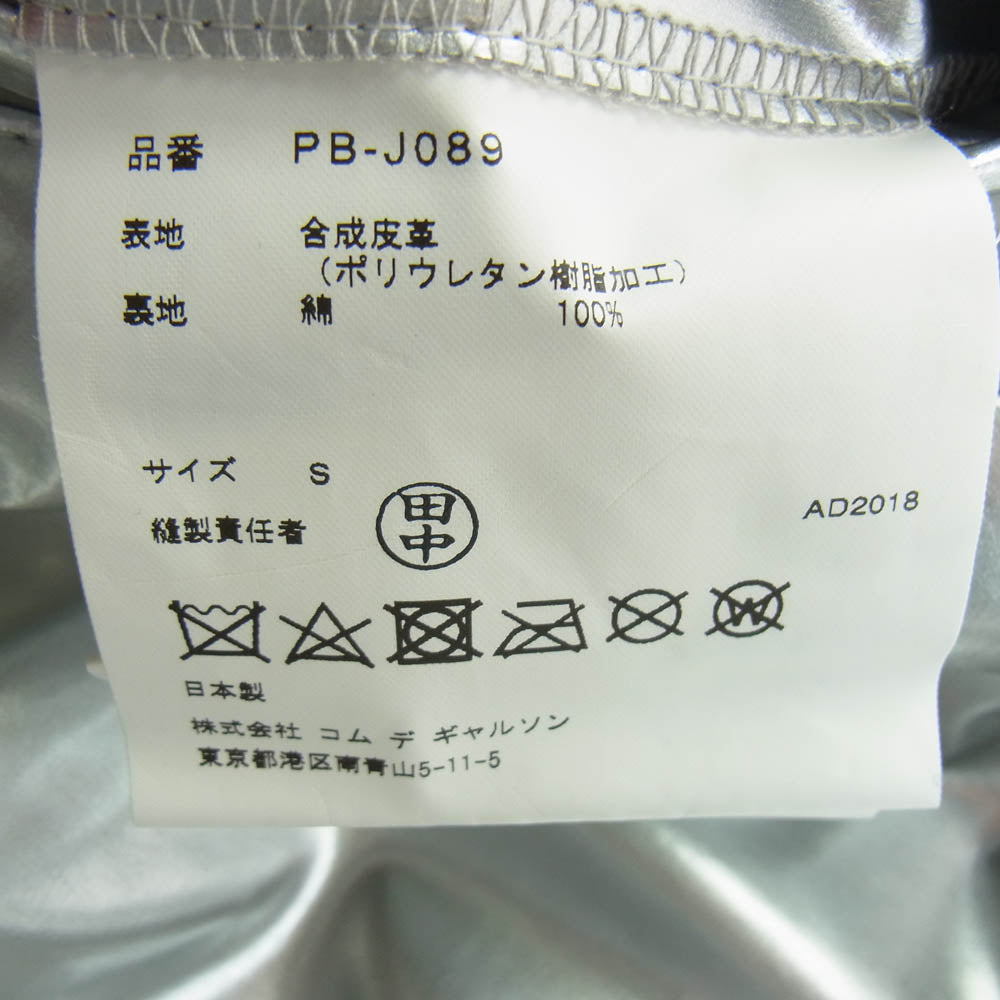 品番 PB-J089
表地 合成皮革
(ポリウレタン樹脂加工)
裏地 綿 100%
サイズ S
縫製責任者 田中
AD2018
W
日本製
株式会社 コム デ ギャルソン
東京都港区南青山5-11-5